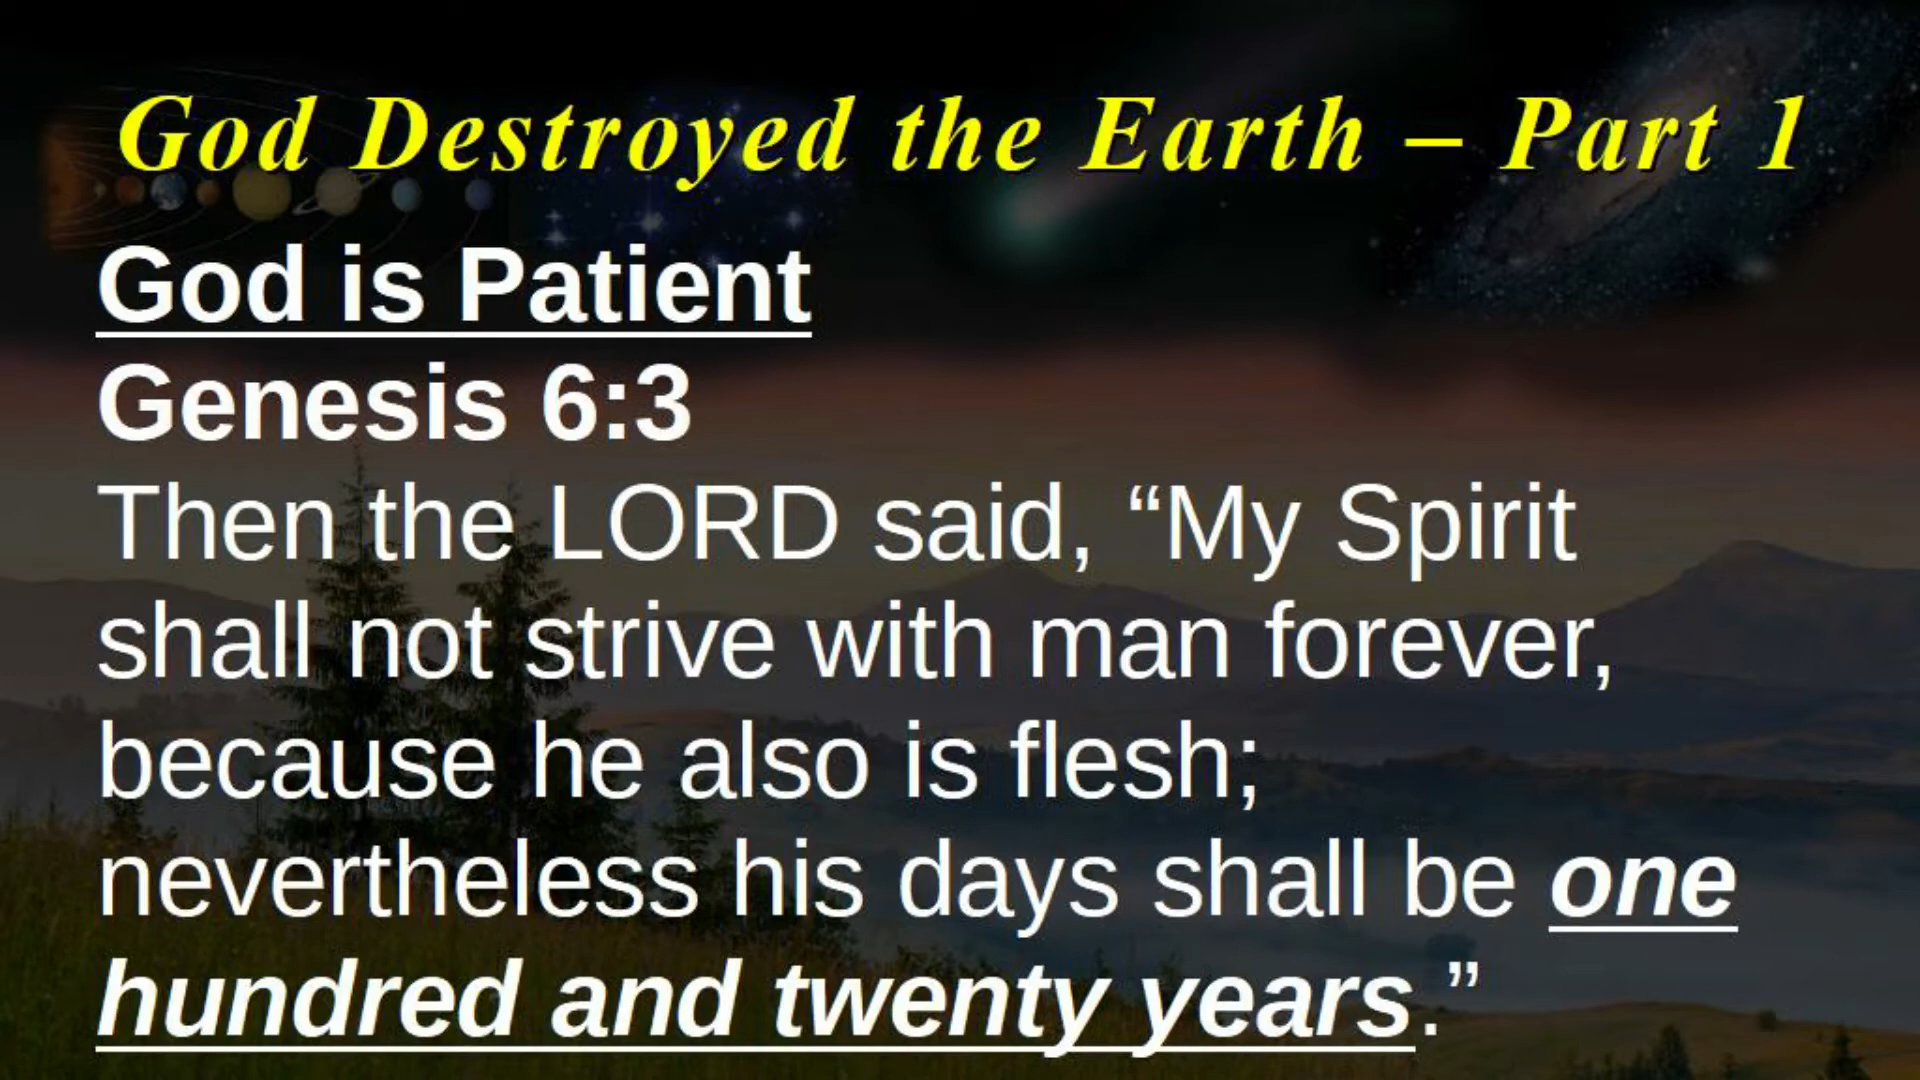 God Destroyed the Earth – Part 1
God is Patient
Genesis 6:3
Then the LORD said, “My Spirit
shall not strive with man forever,
because he also is flesh;
nevertheless his days shall be one
hundred and twenty years.”